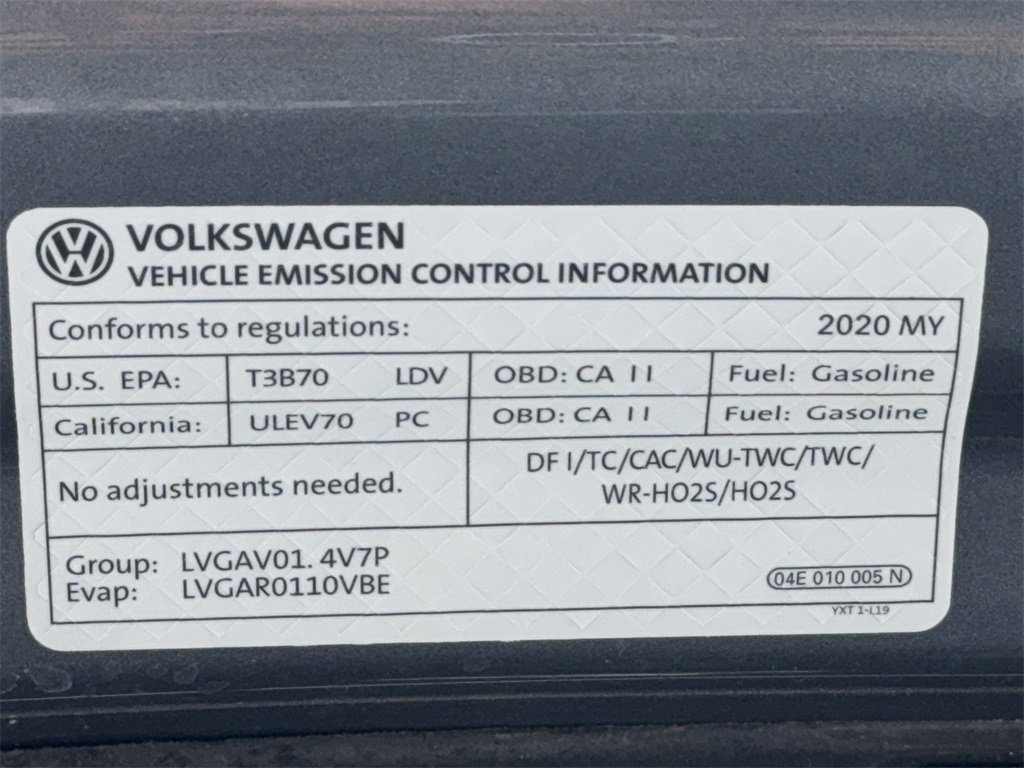 VOLKSWAGEN
VEHICLE EMISSION CONTROL INFORMATION
Conforms to regulations: 2020 MY
U.S. EPA: T3B70 LDV OBD: CA II Fuel: Gasoline
California: ULEV70 PC OBD: CA II Fuel: Gasoline
No adjustments needed.
DFI/TC/CAC/WU-TWC/TWC/
WR-HO2S/HO2S
Group: LVGAV01.4V7P
Evap: LVGAR0110VBE
04E 010 005 N
YXT 1-L19